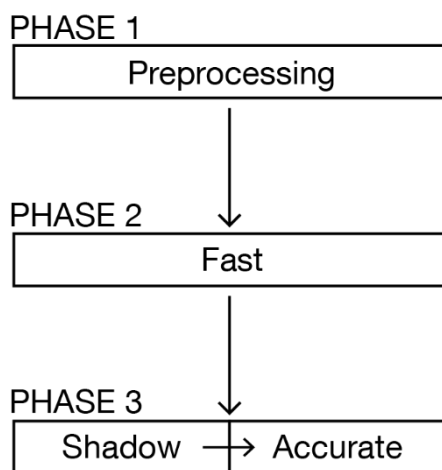 PHASE 1
Preprocessing
PHASE 2
Fast
PHASE 3
Shadow → Accurate